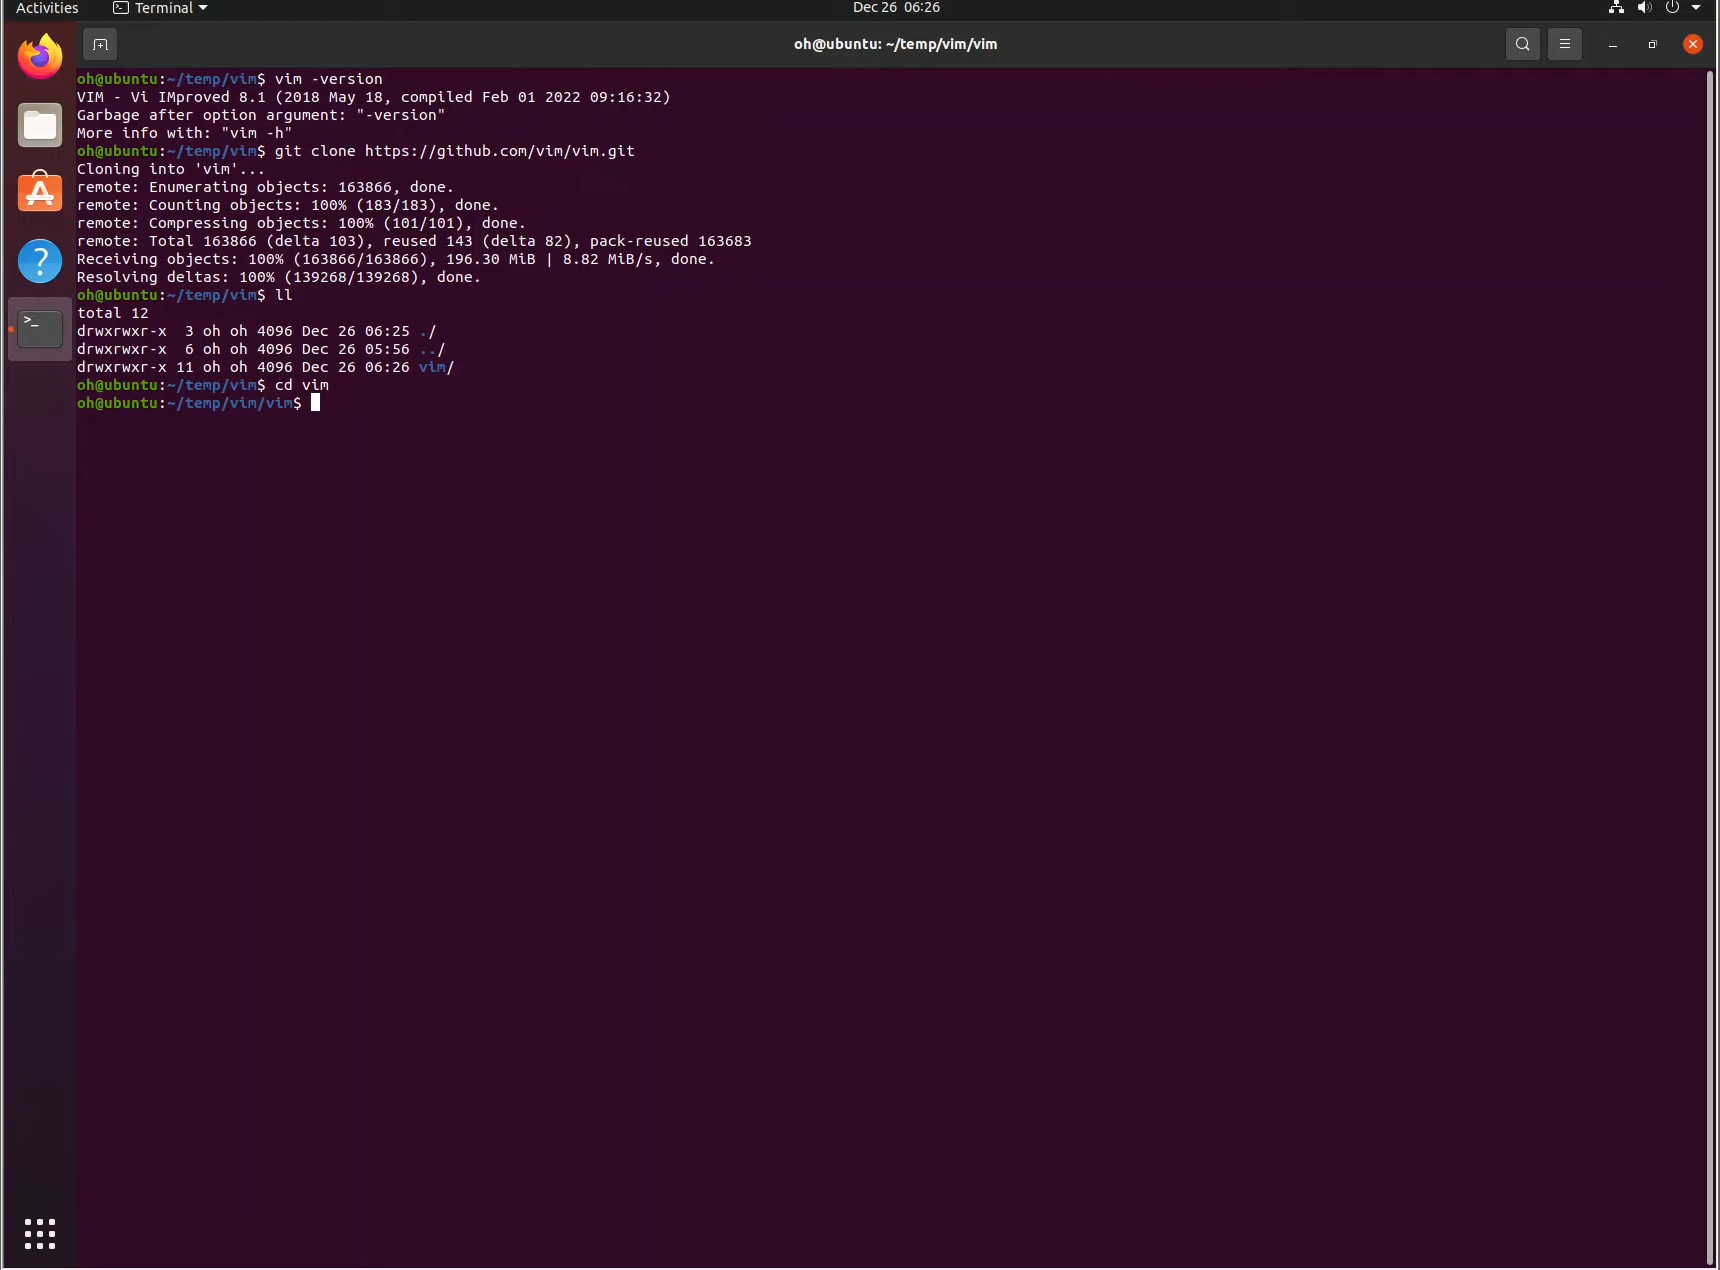 Activities Terminal Dec 26 06:26
oh@ubuntu: ~/temp/vim/vim
oh@ubuntu:~/temp/vim$ vim -version
VIM - Vi IMproved 8.1 (2018 May 18, compiled Feb 01 2022 09:16:32)
Garbage after option argument: "-version"
More info with: "vim -h"
oh@ubuntu:~/temp/vim$ git clone https://github.com/vim/vim.git
Cloning into 'vim'...
remote: Enumerating objects: 163866, done.
remote: Counting objects: 100% (183/183), done.
remote: Compressing objects: 100% (101/101), done.
remote: Total 163866 (delta 103), reused 143 (delta 82), pack-reused 163683
Receiving objects: 100% (163866/163866), 196.30 MiB | 8.82 MiB/s, done.
Resolving deltas: 100% (139268/139268), done.
oh@ubuntu:~/temp/vim$ ll
total 12
drwxrwxr-x  3 oh oh 4096 Dec 26 06:25 ./
drwxrwxr-x  6 oh oh 4096 Dec 26 05:56 ../
drwxrwxr-x 11 oh oh 4096 Dec 26 06:26 vim/
oh@ubuntu:~/temp/vim$ cd vim
oh@ubuntu:~/temp/vim/vim$